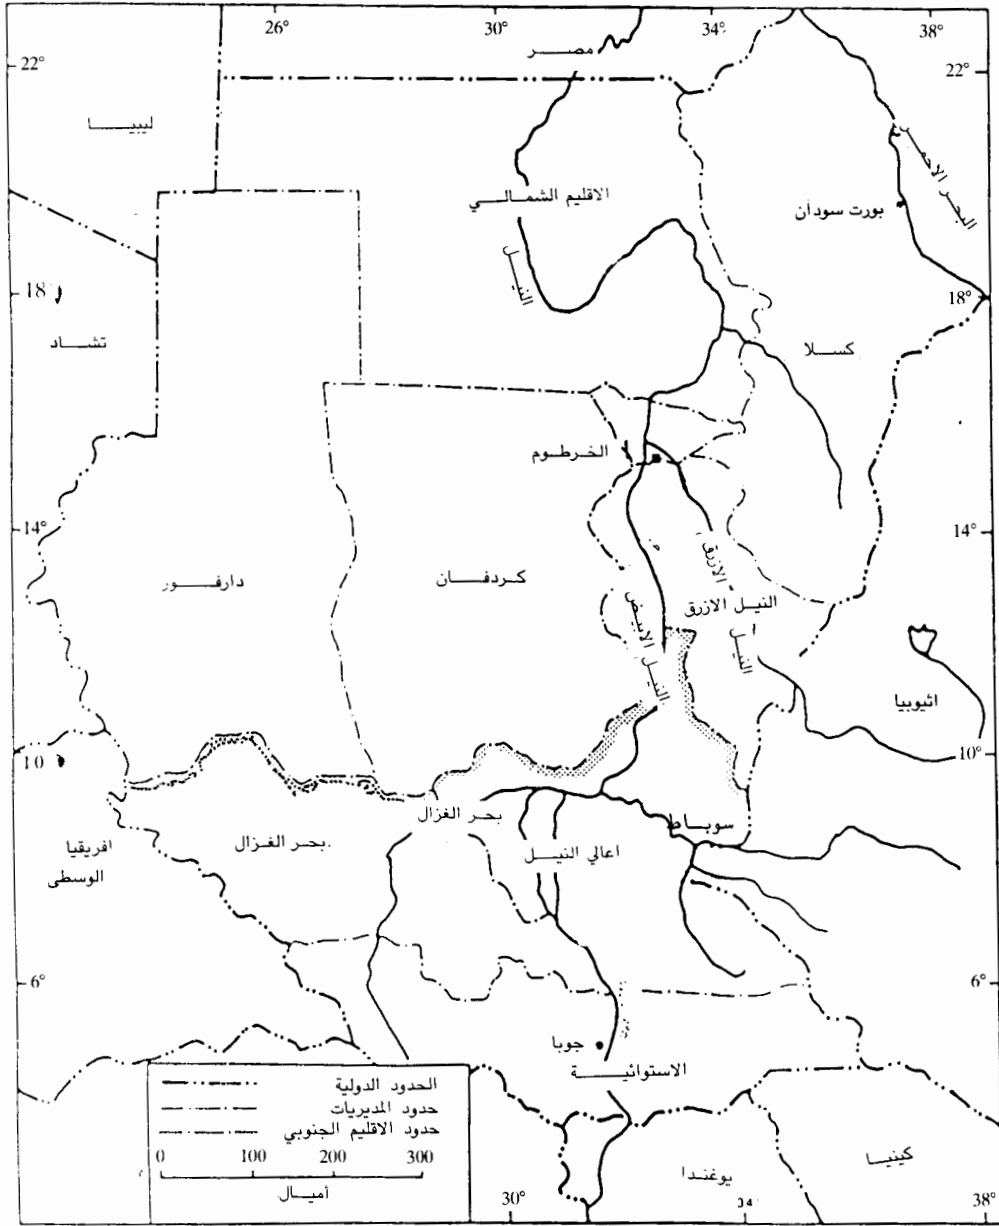 26° 30° 34° 38°
22° 22°
مصر
ليبيا
البحر الاحمر
الاقليم الشمالي
بورت سودان
النيل
18 18°
تشاد
كسلا
الخرطوم
14° 14°
الازرق
دارفور
كردفان
النيل الازرق
النيل الابيض
النيل
اثيوبيا
10 10°
بحر الغزال
سوباط
افريقيا
الوسطى
بحر الغزال
اعالي النيل
6° 6°
جوبا
الاستوائية
الحدود الدولية
حدود المديريات
حدود الاقليم الجنوبي
0 100 200 300
أميال
يوغندا
كينيا
30° 34° 38°